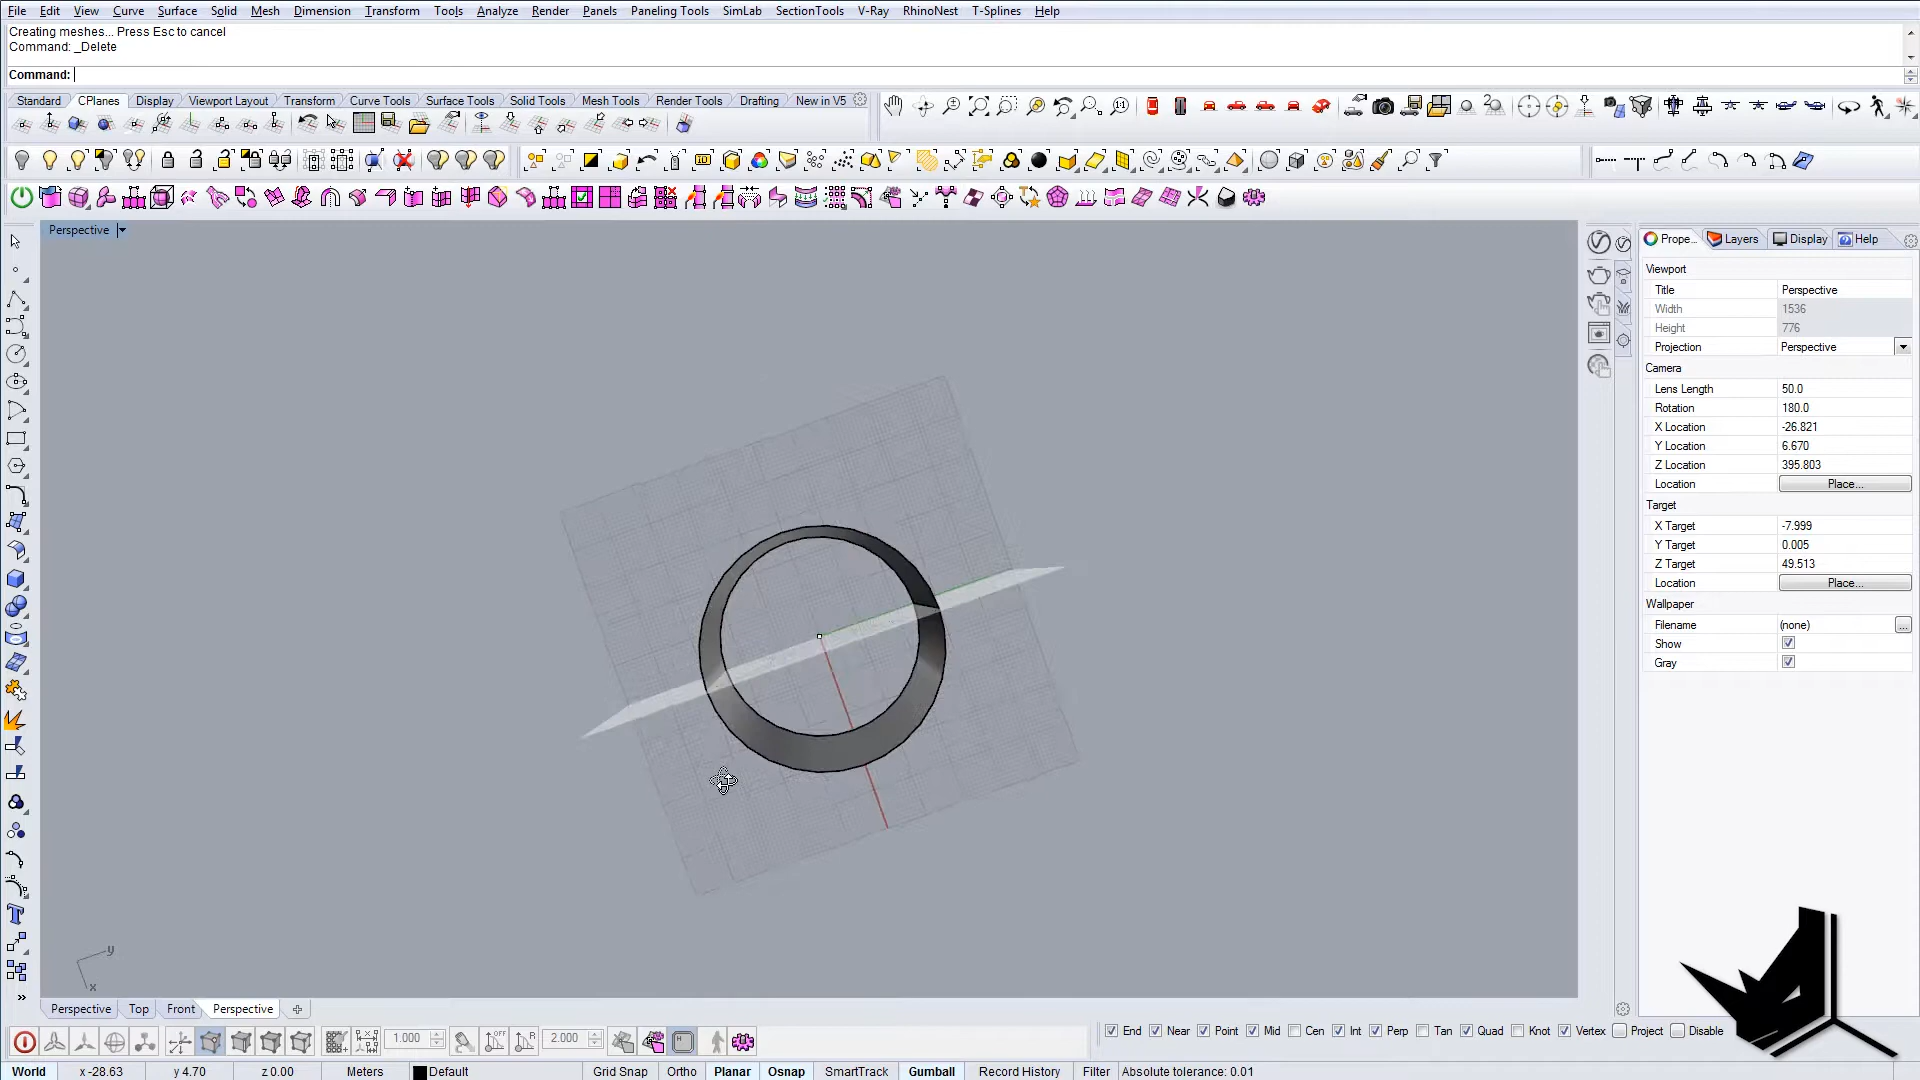 File Edit View Curve Surface Solid Mesh Dimension Transform Tools Analyze Render Panels Paneling Tools SimLab SectionTools V-Ray RhinoNest T-Splines Help
Creating meshes... Press Esc to cancel
Command: _Delete
Command:
Standard CPlanes Display Viewport Layout Transform Curve Tools Surface Tools Solid Tools Mesh Tools Render Tools Drafting New in V5
Perspective
Prope... Layers Display Help
Viewport
Title Perspective
Width 1536
Height 776
Projection Perspective
Camera
Lens Length 50.0
Rotation 180.0
X Location -26.821
Y Location 6.670
Z Location 395.803
Location Place...
Target
X Target -7.999
Y Target 0.005
Z Target 49.513
Location Place...
Wallpaper
Filename (none) ...
Show
Gray
y
x
Perspective Top Front Perspective
1.000 2.000
End Near Point Mid Cen Int Perp Tan Quad Knot Vertex Project Disable
World x -28.63 y 4.70 z 0.00 Meters Default Grid Snap Ortho Planar Osnap SmartTrack Gumball Record History Filter Absolute tolerance: 0.01